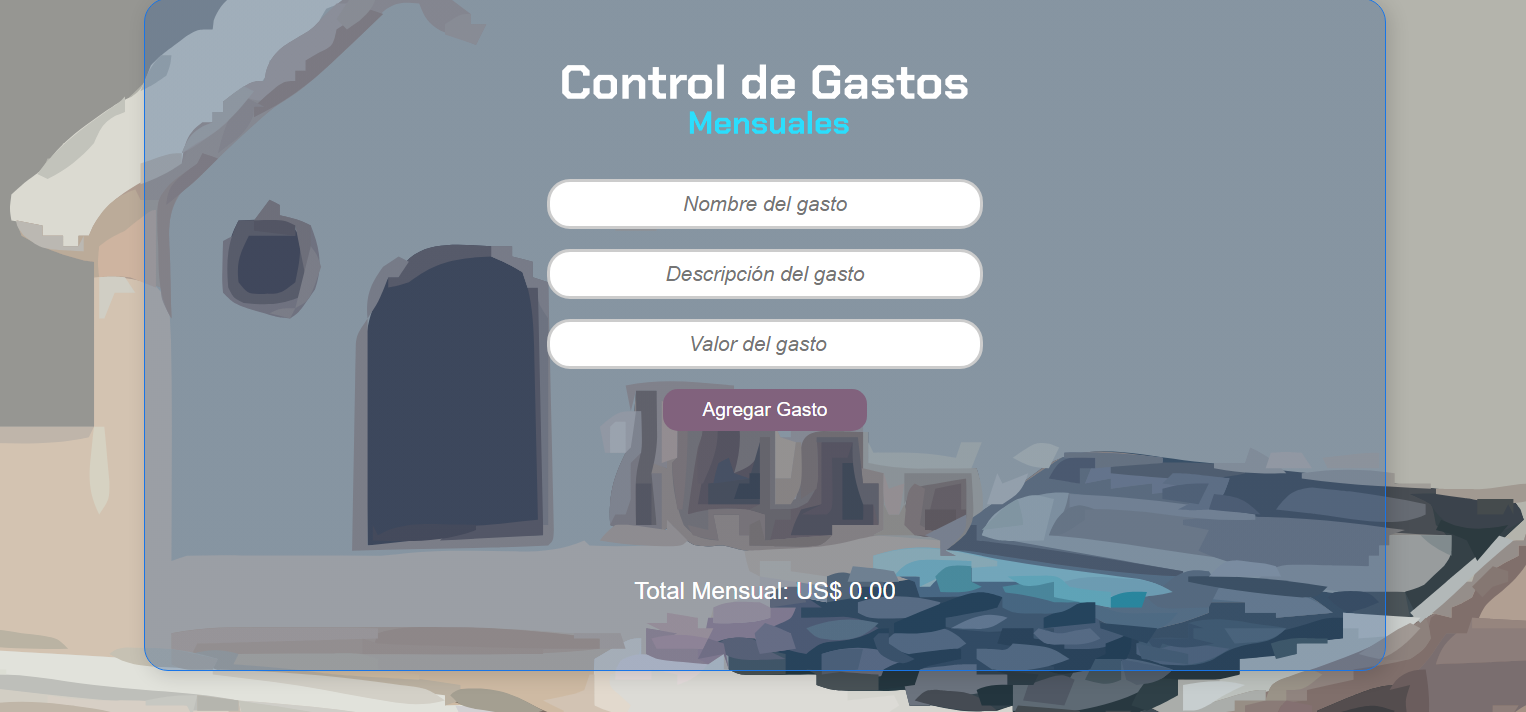 Control de Gastos
Mensuales
Nombre del gasto
Descripción del gasto
Valor del gasto
Agregar Gasto
Total Mensual: US$ 0.00